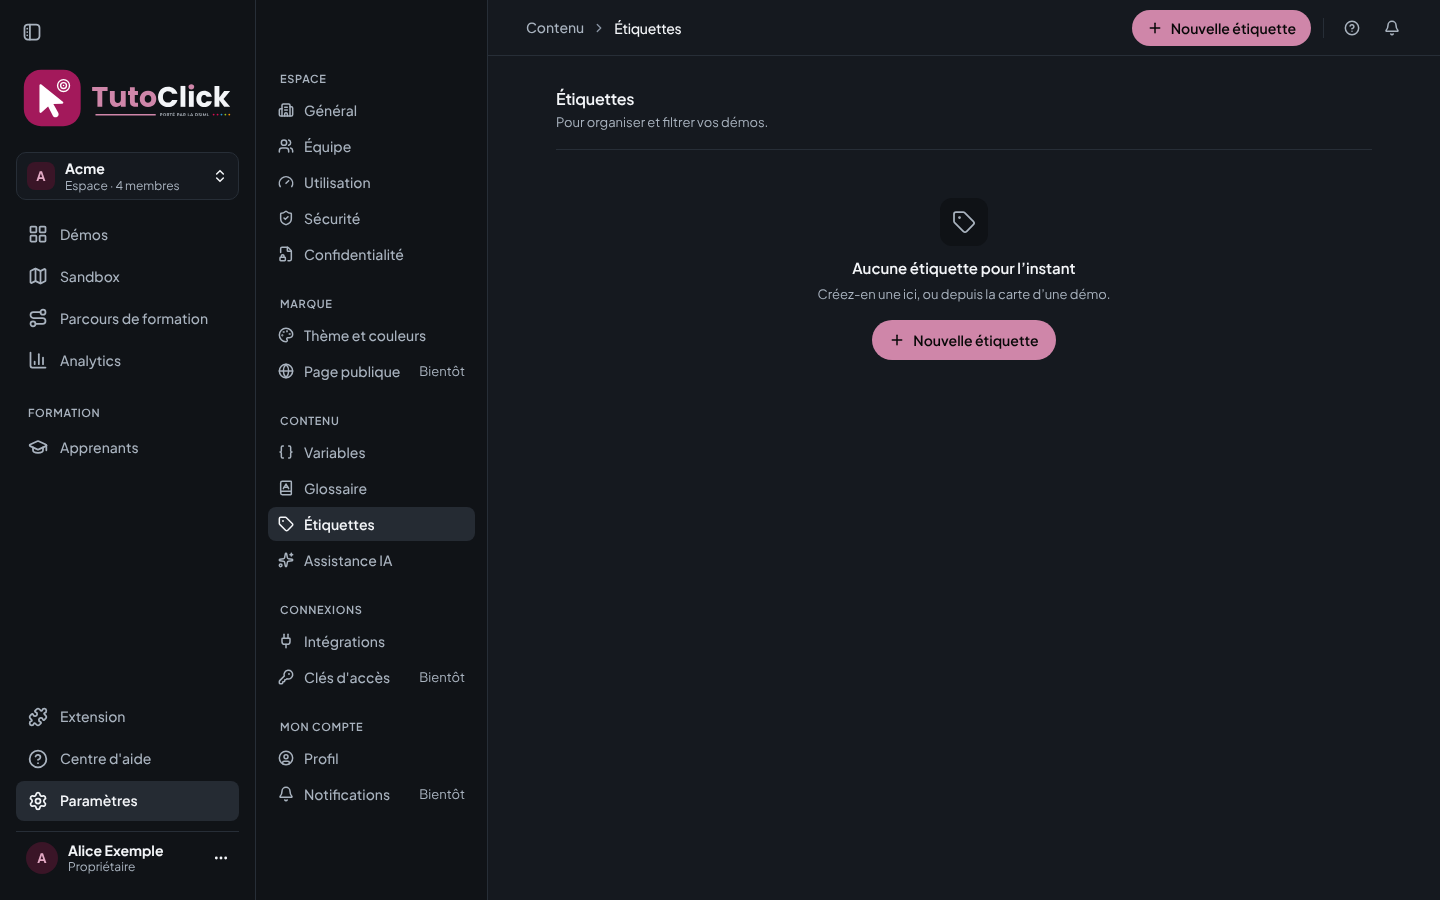 TutoClick
PORTÉ PAR LA DSIML
A
Acme
Espace · 4 membres
Démos
Sandbox
Parcours de formation
Analytics
FORMATION
Apprenants
Extension
Centre d'aide
Paramètres
A
Alice Exemple
Propriétaire
ESPACE
Général
Équipe
Utilisation
Sécurité
Confidentialité
MARQUE
Thème et couleurs
Page publique Bientôt
CONTENU
Variables
Glossaire
Étiquettes
Assistance IA
CONNEXIONS
Intégrations
Clés d'accès Bientôt
MON COMPTE
Profil
Notifications Bientôt
Contenu > Étiquettes
Nouvelle étiquette
Étiquettes
Pour organiser et filtrer vos démos.
Aucune étiquette pour l’instant
Créez-en une ici, ou depuis la carte d’une démo.
Nouvelle étiquette